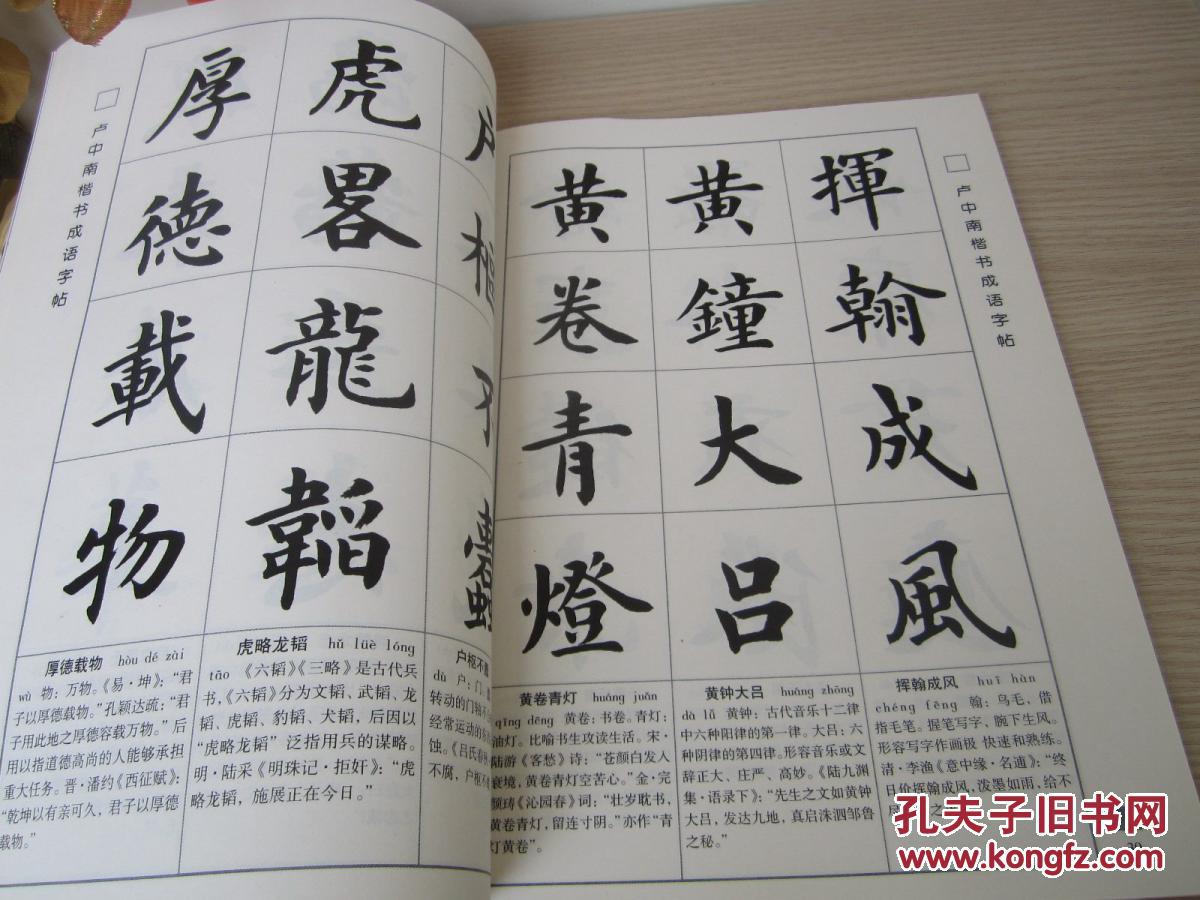 卢中南楷书成语字帖
厚德載物
虎畧龍韜
户樞不蠹
厚德载物 hòu dé zài
wù 物：万物。《易·坤》：“君
子以厚德载物。”孔颖达疏：“君
子用此地之厚德容载万物。”后
用以指道德高尚的人能够承担
重大任务。晋·潘约《西征赋》：
“乾坤以有亲可久，君子以厚德
载物。”
虎略龙韬 hǔ lüè lóng
tāo 《六韬》《三略》是古代兵
书，《六韬》分为文韬、武韬、龙
韬、虎韬、豹韬、犬韬，后因以
“虎略龙韬”泛指用兵的谋略。
明·陆采《明珠记·拒奸》：“虎
略龙韬，施展正在今日。”
户枢不
dù 户：门
转动的门轴不
经常运动的东
蚀。《吕氏春秋
不腐，户枢不
黄卷青燈
黄鐘大吕
揮翰成風
卢中南楷书成语字帖
黄卷青灯 huáng juàn
qīng dēng 黄卷：书卷。青灯：
油灯。比喻书生攻读生活。宋·
陆游《客愁》诗：“苍颜白发入
衰境，黄卷青灯空苦心。”金·完
颜璹《沁园春》词：“壮岁耽书，
黄卷青灯，留连寸阴。”亦作“青
灯黄卷”。
黄钟大吕 huáng zhōng
dà lǚ 黄钟：古代音乐十二律
中六种阳律的第一律。大吕：六
种阴律的第四律。形容音乐或文
辞正大、庄严、高妙。《陆九渊
集·语录下》：“先生之文如黄钟
大吕，发达九地，真启洙泗邹鲁
之秘。”
挥翰成风 huī hàn
chéng fēng 翰：鸟毛，借
指毛笔。握笔写字，腕下生风。
形容写字作画极 快速和熟练。
清·李渔《意中缘·名逋》：“终
日价挥翰成风，泼墨如雨，给不
孔夫子旧书网
www.kongfz.com